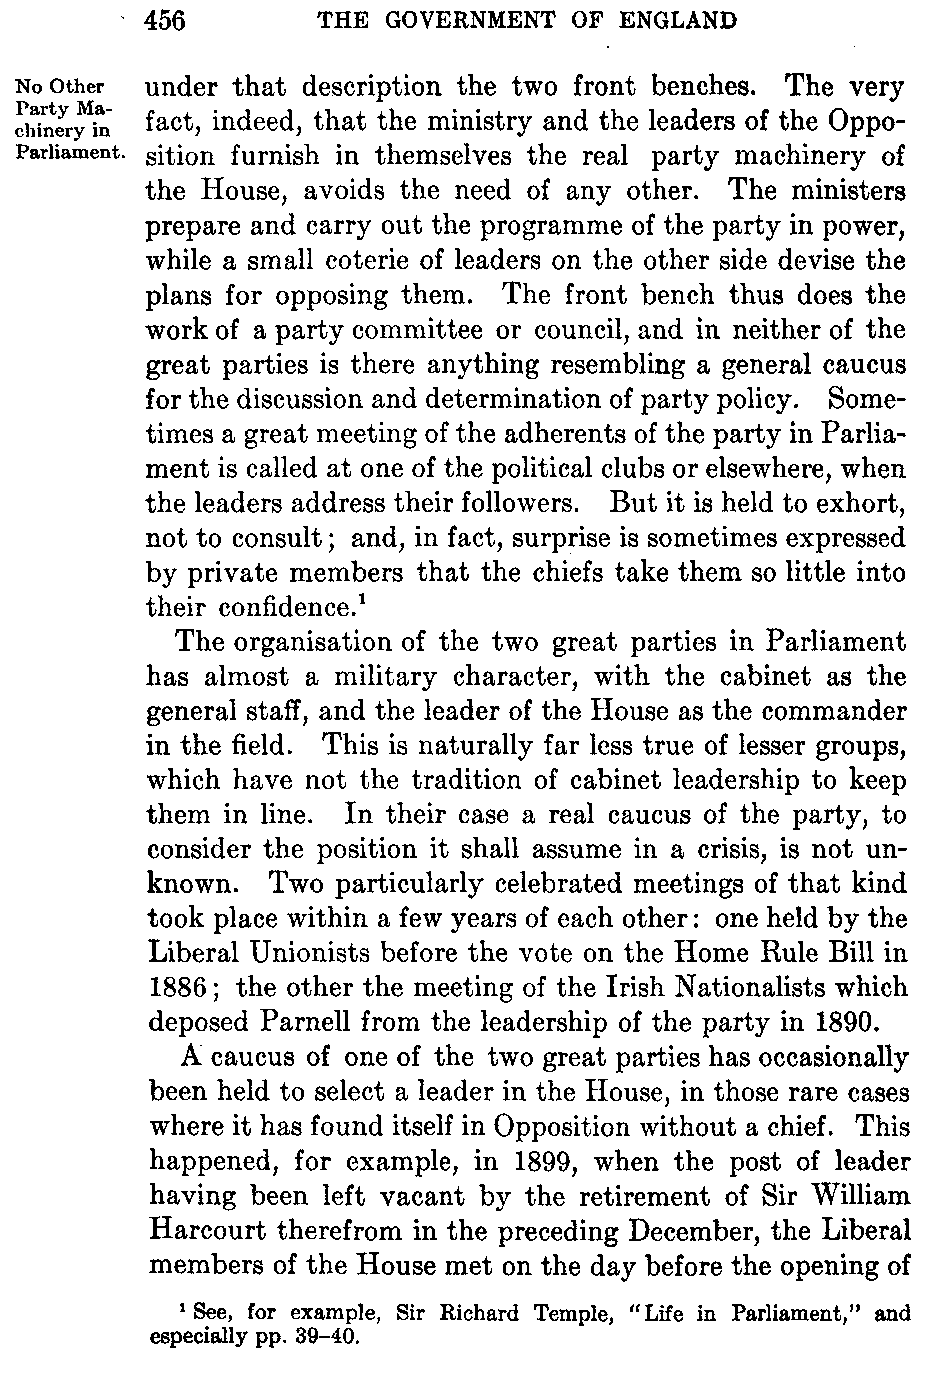 456 THE GOVERNMENT OF ENGLAND
No Other
Party Ma-
chinery in
Parliament.
under that description the two front benches. The very
fact, indeed, that the ministry and the leaders of the Oppo-
sition furnish in themselves the real party machinery of
the House, avoids the need of any other. The ministers
prepare and carry out the programme of the party in power,
while a small coterie of leaders on the other side devise the
plans for opposing them. The front bench thus does the
work of a party committee or council, and in neither of the
great parties is there anything resembling a general caucus
for the discussion and determination of party policy. Some-
times a great meeting of the adherents of the party in Parlia-
ment is called at one of the political clubs or elsewhere, when
the leaders address their followers. But it is held to exhort,
not to consult; and, in fact, surprise is sometimes expressed
by private members that the chiefs take them so little into
their confidence.¹
The organisation of the two great parties in Parliament
has almost a military character, with the cabinet as the
general staff, and the leader of the House as the commander
in the field. This is naturally far less true of lesser groups,
which have not the tradition of cabinet leadership to keep
them in line. In their case a real caucus of the party, to
consider the position it shall assume in a crisis, is not un-
known. Two particularly celebrated meetings of that kind
took place within a few years of each other: one held by the
Liberal Unionists before the vote on the Home Rule Bill in
1886; the other the meeting of the Irish Nationalists which
deposed Parnell from the leadership of the party in 1890.
A caucus of one of the two great parties has occasionally
been held to select a leader in the House, in those rare cases
where it has found itself in Opposition without a chief. This
happened, for example, in 1899, when the post of leader
having been left vacant by the retirement of Sir William
Harcourt therefrom in the preceding December, the Liberal
members of the House met on the day before the opening of
¹ See, for example, Sir Richard Temple, "Life in Parliament," and
especially pp. 39–40.